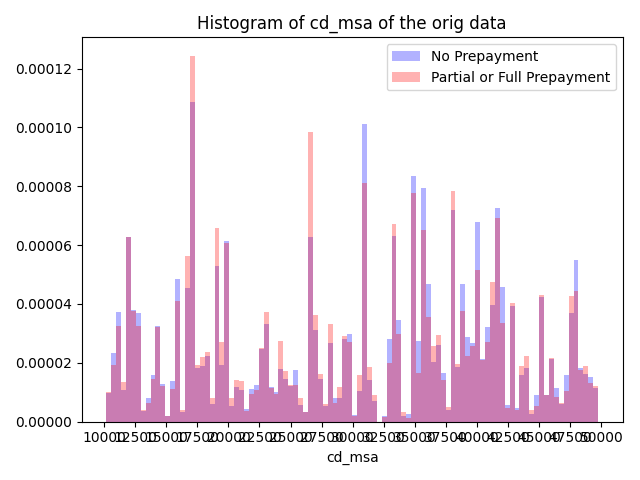 Histogram of cd_msa of the orig data
No Prepayment
Partial or Full Prepayment
0.00012
0.00010
0.00008
0.00006
0.00004
0.00002
0.00000
10000 12500 15000 17500 20000 22500 25000 27500 30000 32500 35000 37500 40000 42500 45000 47500 50000
cd_msa